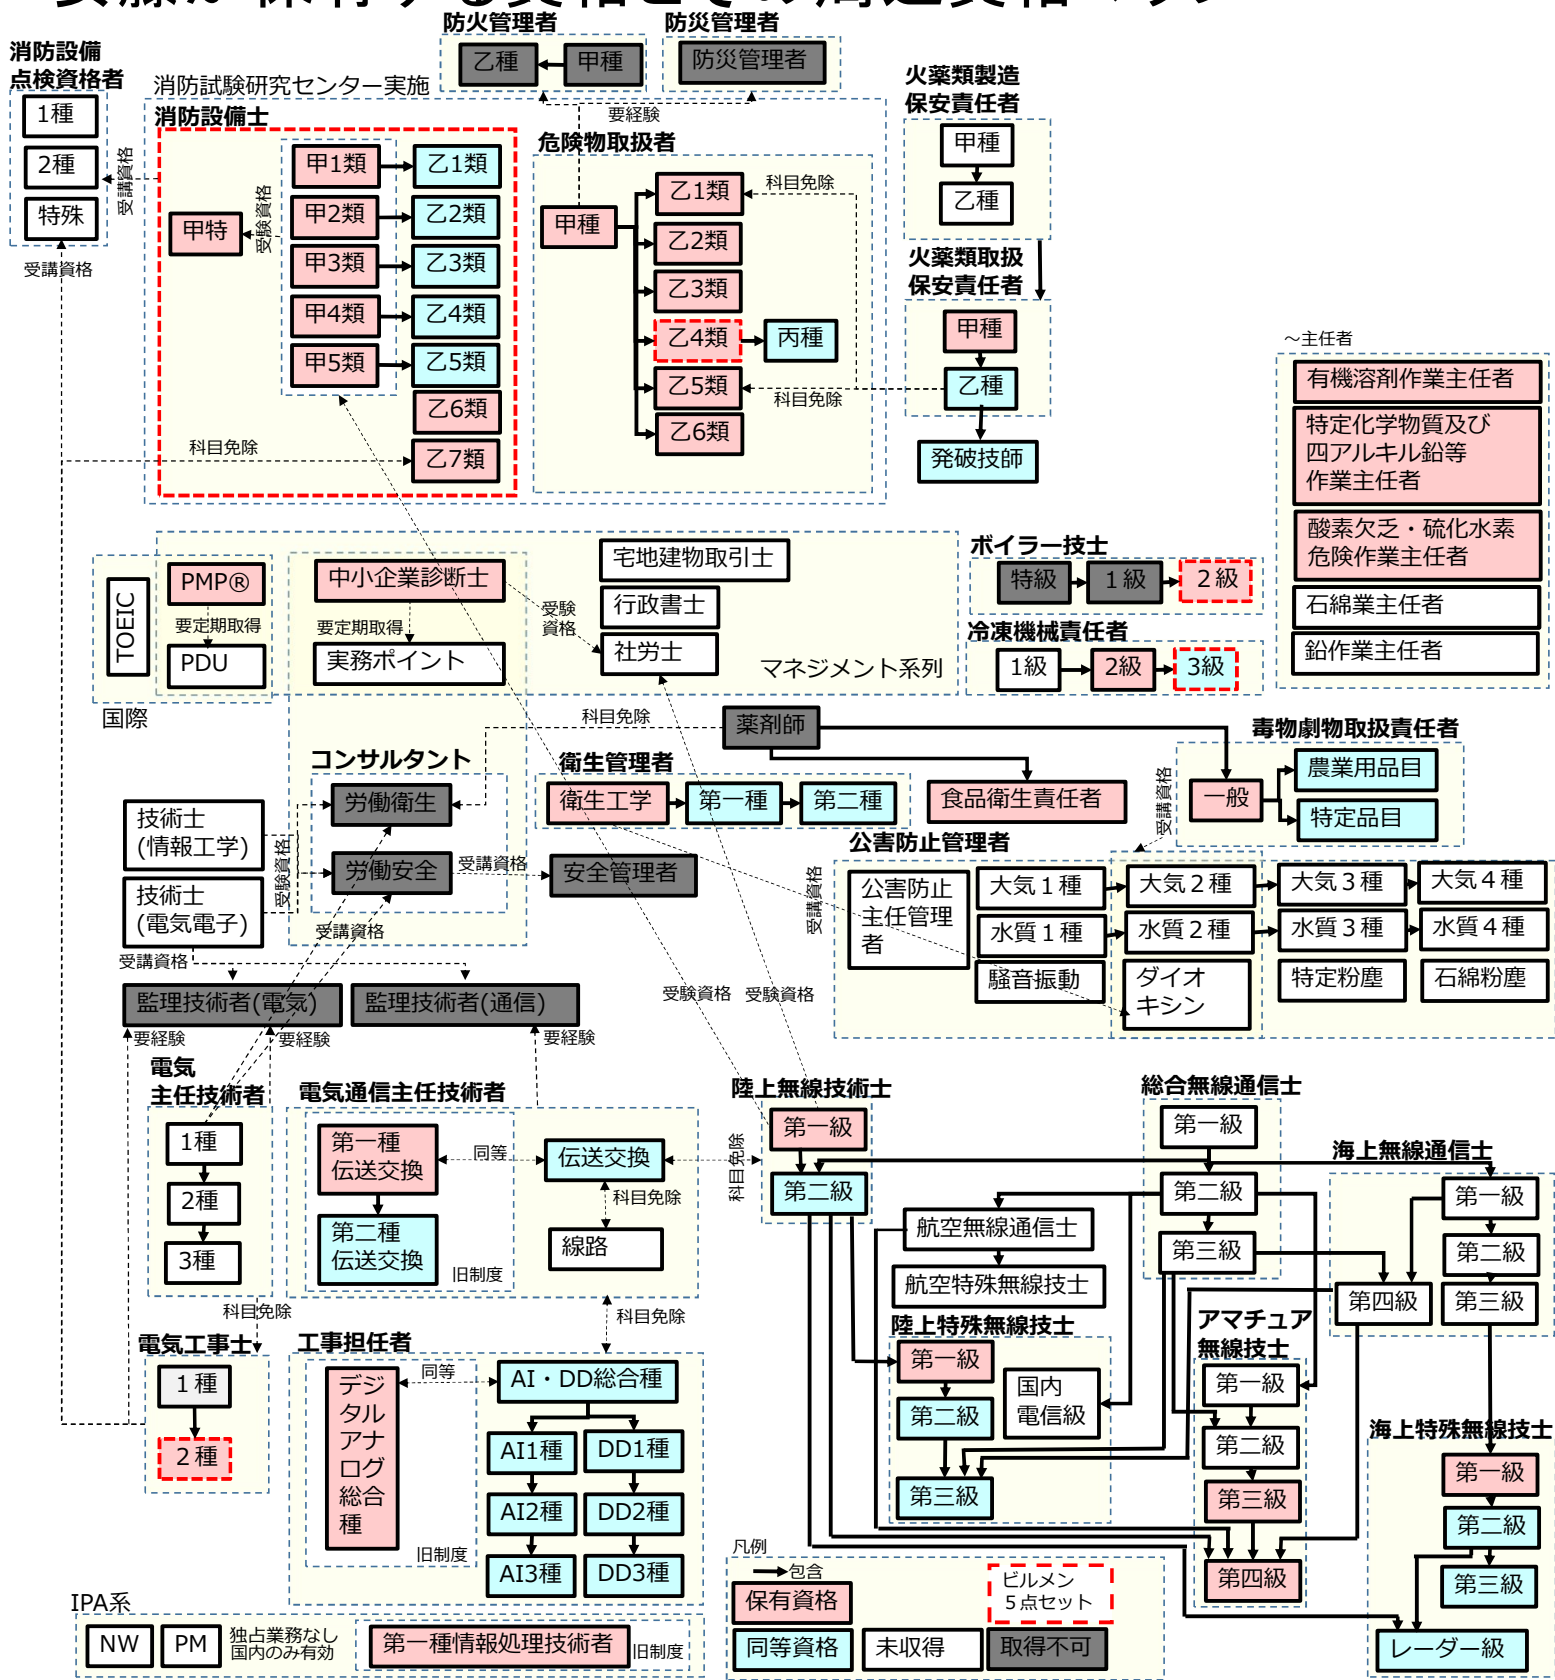 防火管理者
防災管理者
乙種
甲種
防災管理者
消防設備
点検資格者
1種
2種
特殊
受講資格
受講資格
消防試験研究センター実施
要経験
消防設備士
甲特
受験資格
甲1類
甲2類
甲3類
甲4類
甲5類
乙1類
乙2類
乙3類
乙4類
乙5類
乙6類
乙7類
科目免除
危険物取扱者
甲種
乙1類
乙2類
乙3類
乙4類
乙5類
乙6類
丙種
科目免除
科目免除
火薬類製造
保安責任者
甲種
乙種
火薬類取扱
保安責任者
甲種
乙種
発破技師
～主任者
有機溶剤作業主任者
特定化学物質及び
四アルキル鉛等
作業主任者
酸素欠乏・硫化水素
危険作業主任者
石綿業主任者
鉛作業主任者
TOEIC
PMP®
要定期取得
PDU
国際
中小企業診断士
要定期取得
実務ポイント
受験
資格
宅地建物取引士
行政書士
社労士
マネジメント系列
ボイラー技士
特級
１級
２級
冷凍機械責任者
1級
2級
3級
科目免除
薬剤師
コンサルタント
労働衛生
労働安全
技術士
(情報工学)
技術士
(電気電子)
受験資格
受講資格
受講資格
安全管理者
衛生管理者
衛生工学
第一種
第二種
食品衛生責任者
毒物劇物取扱責任者
一般
農業用品目
特定品目
受講資格
公害防止管理者
受講資格
公害防止
主任管理
者
大気１種
大気２種
大気３種
大気４種
水質１種
水質２種
水質３種
水質４種
騒音振動
ダイオ
キシン
特定粉塵
石綿粉塵
受講資格
監理技術者(電気)
監理技術者(通信)
要経験
要経験
要経験
受験資格
受験資格
電気
主任技術者
1種
2種
3種
科目免除
電気通信主任技術者
第一種
伝送交換
第二種
伝送交換
旧制度
同等
伝送交換
科目免除
線路
科目免除
科目免除
陸上無線技術士
第一級
第二級
総合無線通信士
第一級
第二級
第三級
航空無線通信士
航空特殊無線技士
海上無線通信士
第一級
第二級
第三級
第四級
陸上特殊無線技士
第一級
第二級
第三級
国内
電信級
アマチュア
無線技士
第一級
第二級
第三級
第四級
海上特殊無線技士
第一級
第二級
第三級
レーダー級
電気工事士
１種
２種
工事担任者
デジ
タル
アナ
ログ
総合
種
旧制度
同等
AI・DD総合種
AI1種
AI2種
AI3種
DD1種
DD2種
DD3種
IPA系
NW
PM
独占業務なし
国内のみ有効
第一種情報処理技術者
旧制度
凡例
包含
保有資格
ビルメン
５点セット
同等資格
未収得
取得不可